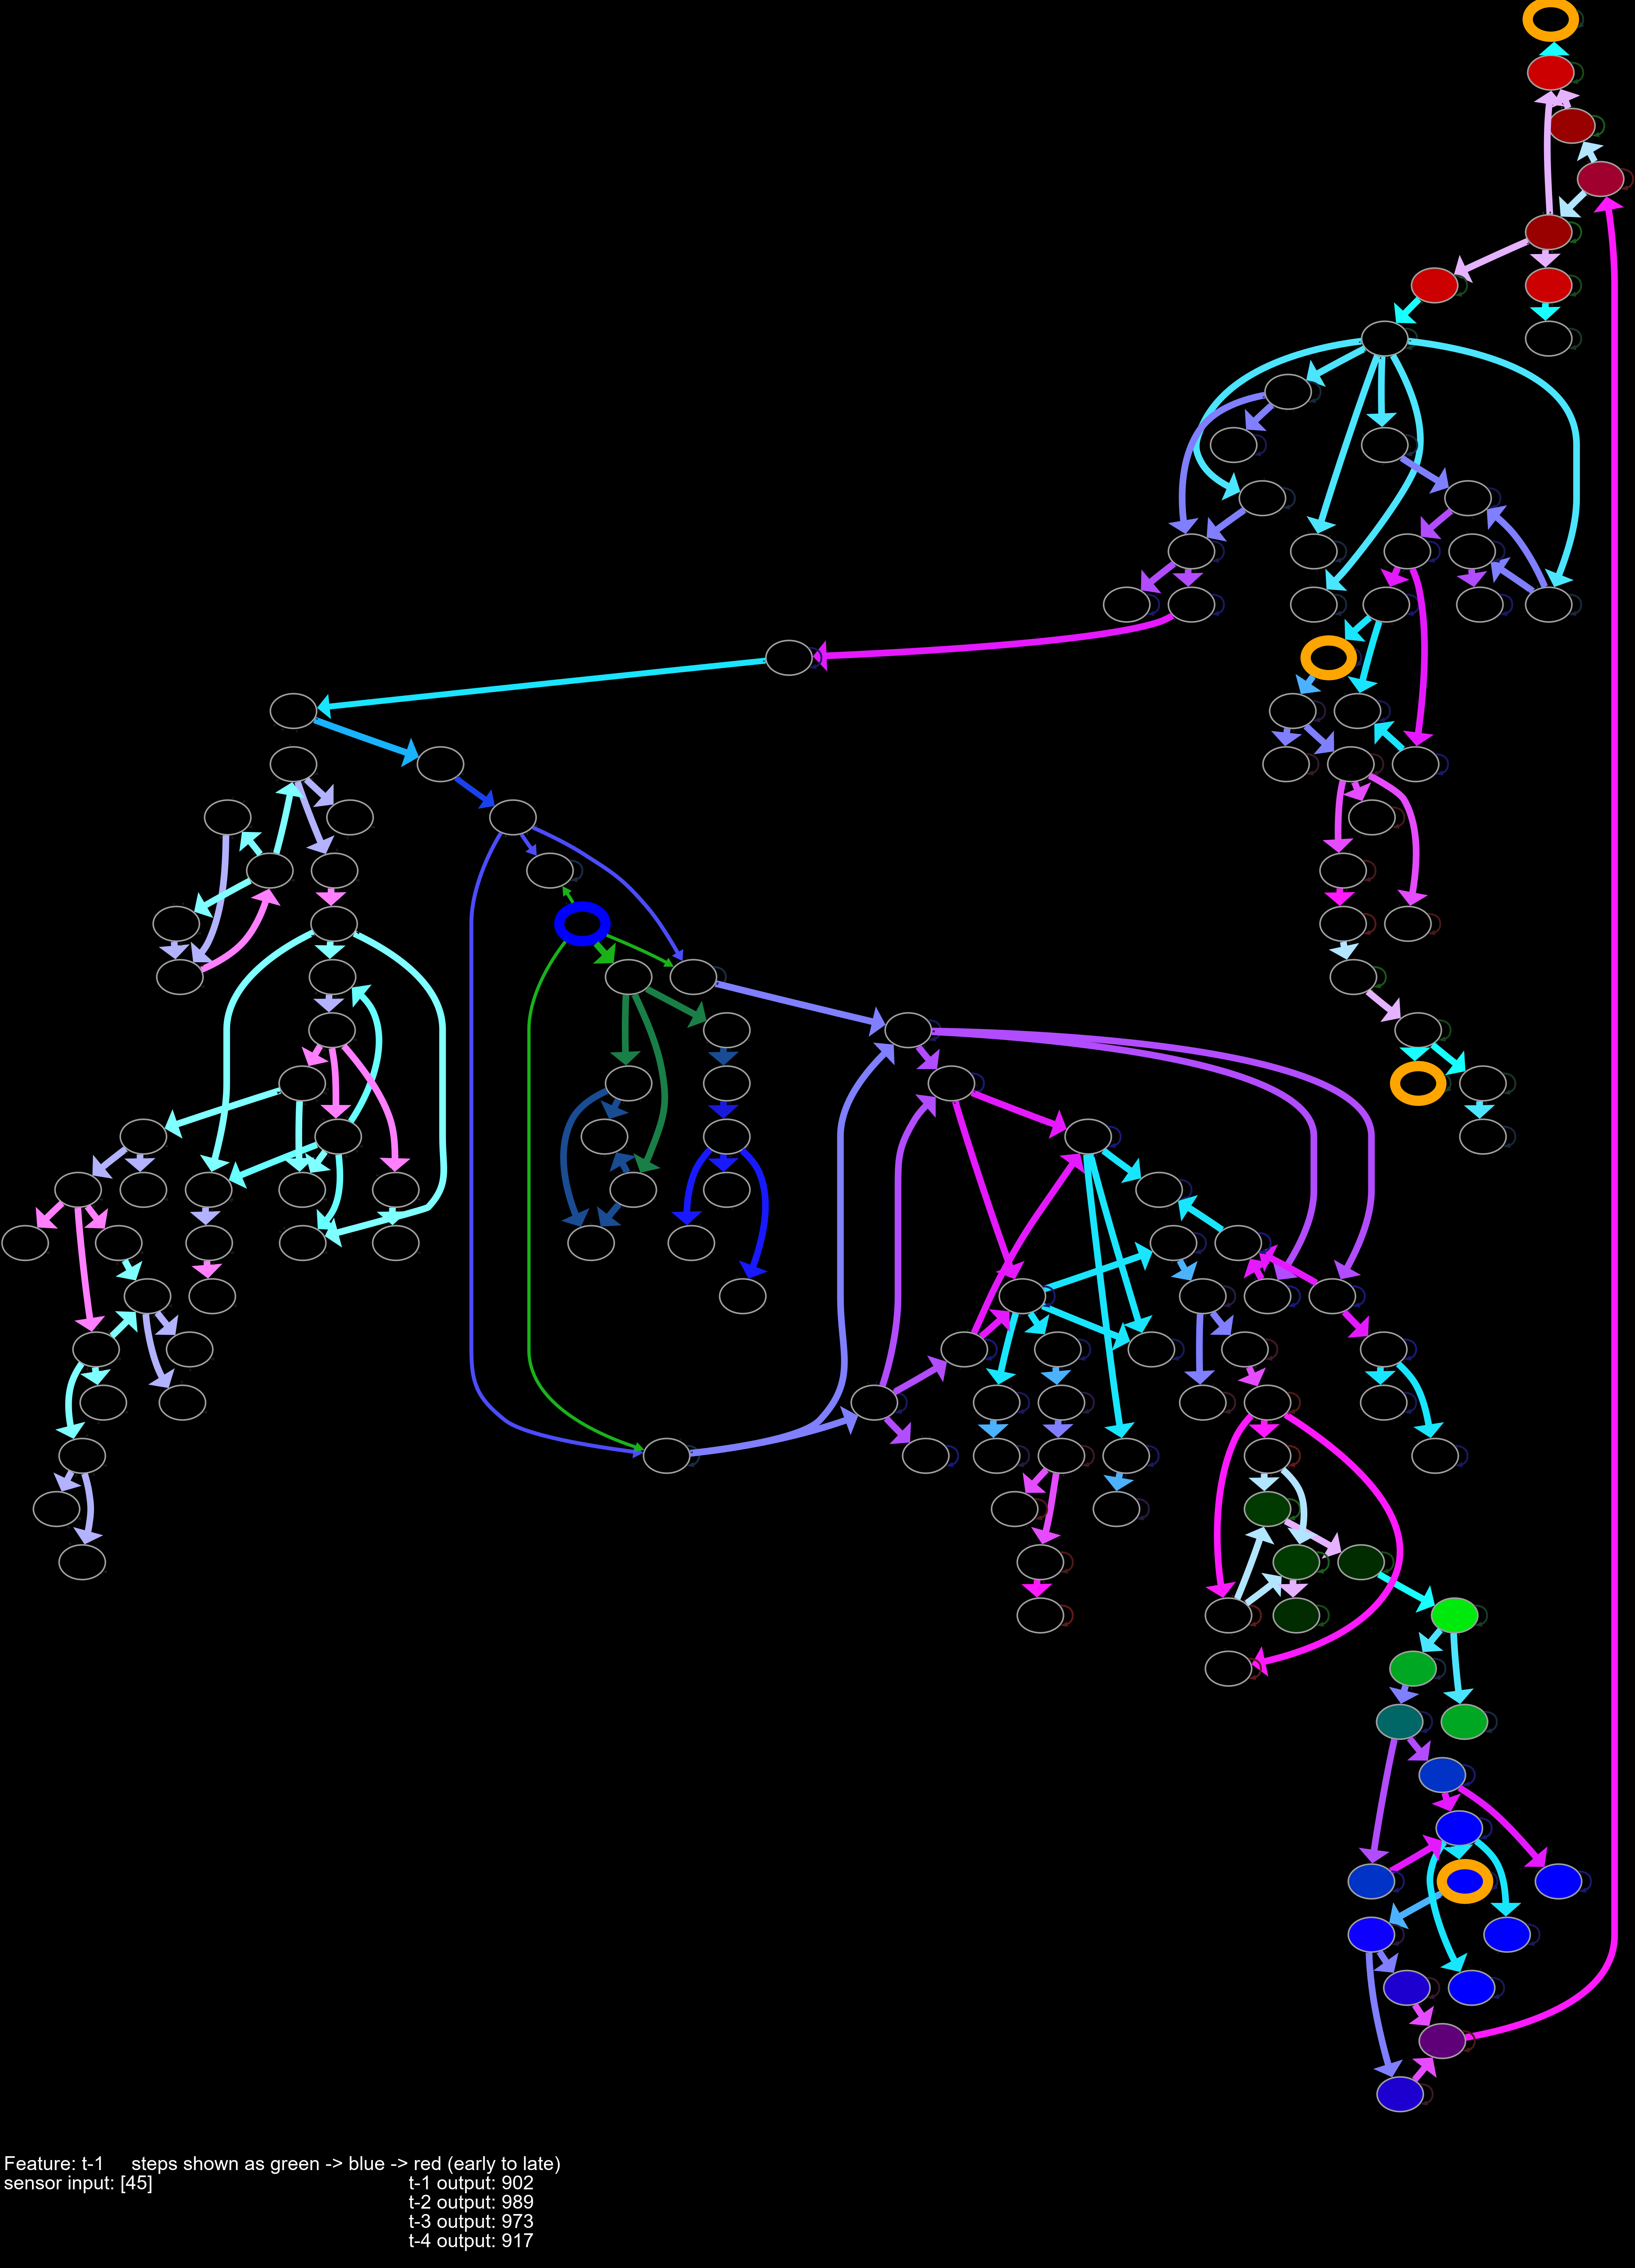 Feature: t-1 steps shown as green -> blue -> red (early to late)
sensor input: [45] t-1 output: 902
t-2 output: 989
t-3 output: 973
t-4 output: 917